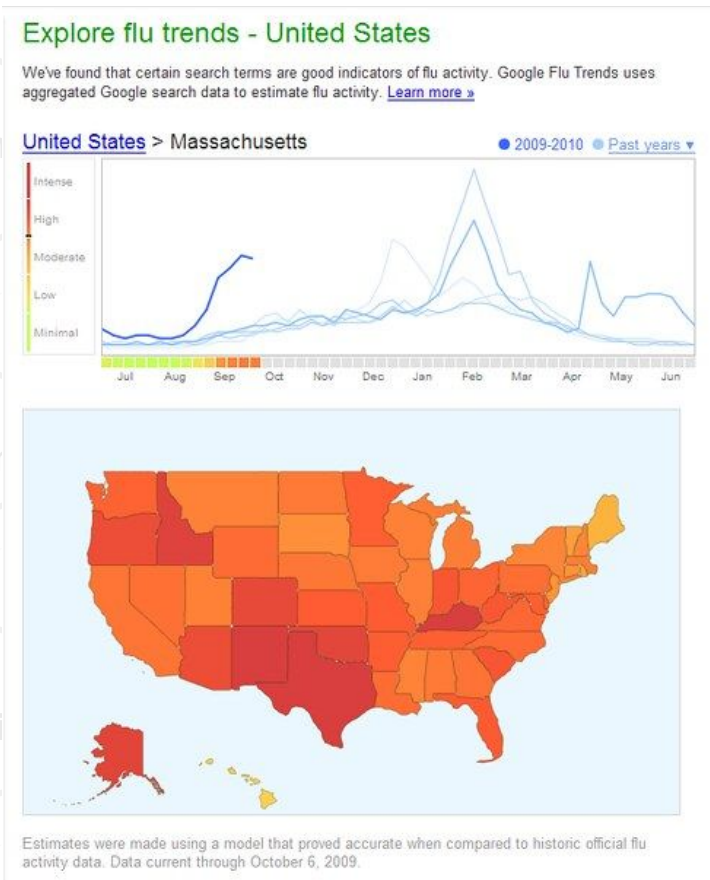 Explore flu trends - United States
We've found that certain search terms are good indicators of flu activity. Google Flu Trends uses
aggregated Google search data to estimate flu activity. Learn more »
United States > Massachusetts
2009-2010 Past years ▼
Intense
High
Moderate
Low
Minimal
Jul Aug Sep Oct Nov Dec Jan Feb Mar Apr May Jun
Estimates were made using a model that proved accurate when compared to historic official flu
activity data. Data current through October 6, 2009.